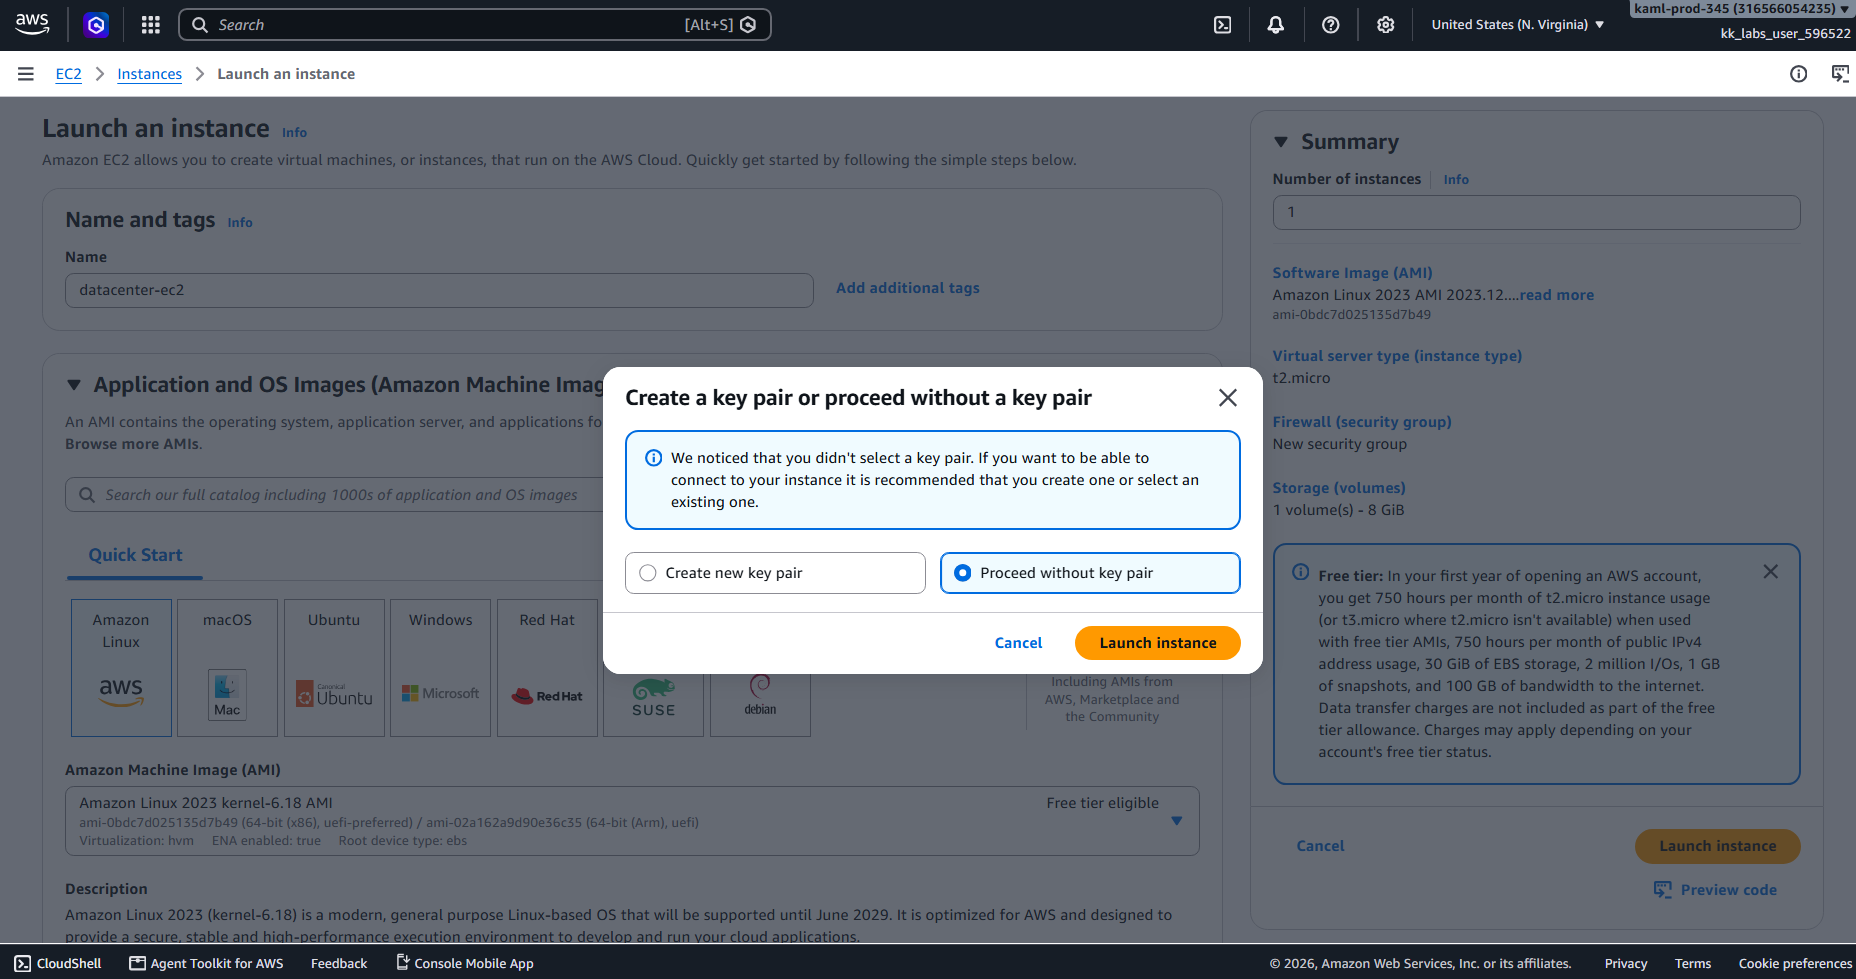 aws
Search
[Alt+S]
United States (N. Virginia)
kaml-prod-345 (316566054235)
kk_labs_user_596522
EC2
Instances
Launch an instance
Launch an instance
Info
Amazon EC2 allows you to create virtual machines, or instances, that run on the AWS Cloud. Quickly get started by following the simple steps below.
Name and tags
Info
Name
datacenter-ec2
Add additional tags
Application and OS Images (Amazon Machine Imag
An AMI contains the operating system, application server, and applications fo
Browse more AMIs.
Search our full catalog including 1000s of application and OS images
Quick Start
Amazon
Linux
aws
macOS
Mac
Ubuntu
Canonical
Ubuntu
Windows
Microsoft
Red Hat
Red Hat
SUSE
debian
Including AMIs from
AWS, Marketplace and
the Community
Amazon Machine Image (AMI)
Amazon Linux 2023 kernel-6.18 AMI
Free tier eligible
ami-0bdc7d025135d7b49 (64-bit (x86), uefi-preferred) / ami-02a162a9d90e36c35 (64-bit (Arm), uefi)
Virtualization: hvm ENA enabled: true Root device type: ebs
Description
Amazon Linux 2023 (kernel-6.18) is a modern, general purpose Linux-based OS that will be supported until June 2029. It is optimized for AWS and designed to
provide a secure, stable and high-performance execution environment to develop and run your cloud applications.
Create a key pair or proceed without a key pair
We noticed that you didn't select a key pair. If you want to be able to
connect to your instance it is recommended that you create one or select an
existing one.
Create new key pair
Proceed without key pair
Cancel
Launch instance
Summary
Number of instances
Info
1
Software Image (AMI)
Amazon Linux 2023 AMI 2023.12....read more
ami-0bdc7d025135d7b49
Virtual server type (instance type)
t2.micro
Firewall (security group)
New security group
Storage (volumes)
1 volume(s) - 8 GiB
Free tier: In your first year of opening an AWS account,
you get 750 hours per month of t2.micro instance usage
(or t3.micro where t2.micro isn't available) when used
with free tier AMIs, 750 hours per month of public IPv4
address usage, 30 GiB of EBS storage, 2 million I/Os, 1 GB
of snapshots, and 100 GB of bandwidth to the internet.
Data transfer charges are not included as part of the free
tier allowance. Charges may apply depending on your
account's free tier status.
Cancel
Launch instance
Preview code
CloudShell
Agent Toolkit for AWS
Feedback
Console Mobile App
© 2026, Amazon Web Services, Inc. or its affiliates.
Privacy
Terms
Cookie preferences